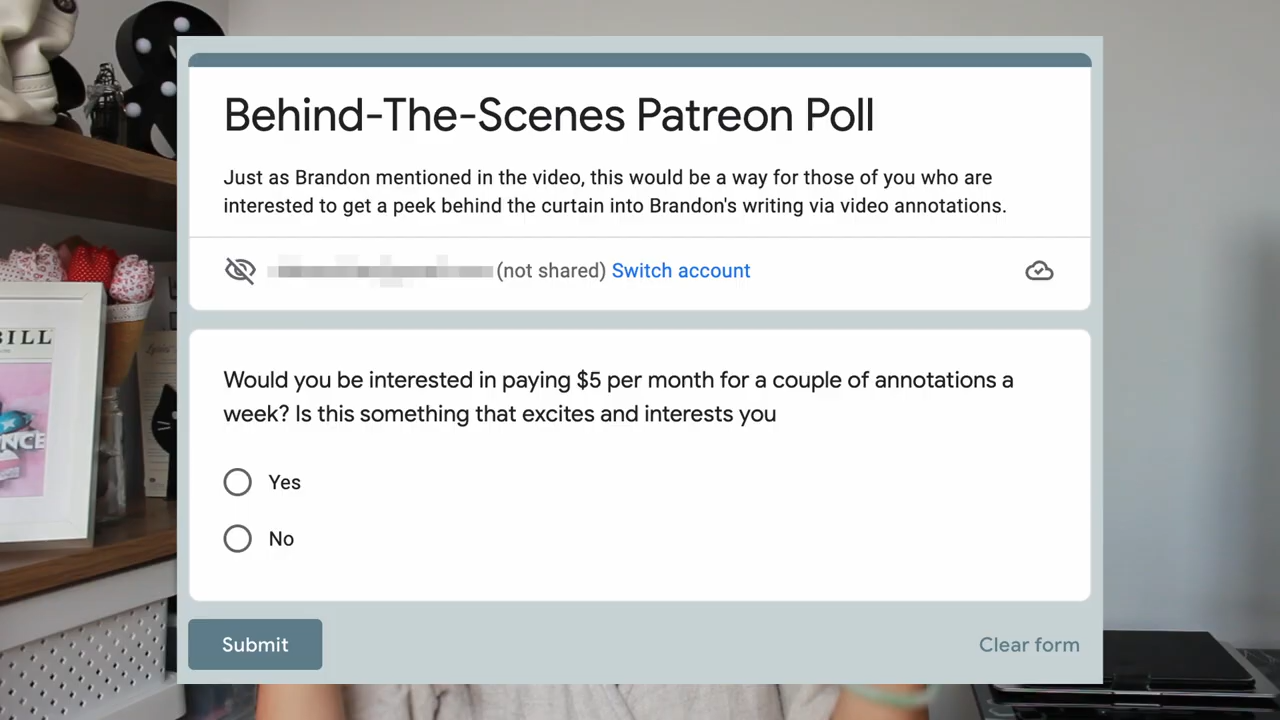 Behind-The-Scenes Patreon Poll
Just as Brandon mentioned in the video, this would be a way for those of you who are
interested to get a peek behind the curtain into Brandon's writing via video annotations.
(not shared) Switch account
Would you be interested in paying $5 per month for a couple of annotations a
week? Is this something that excites and interests you
Yes
No
Submit
Clear form